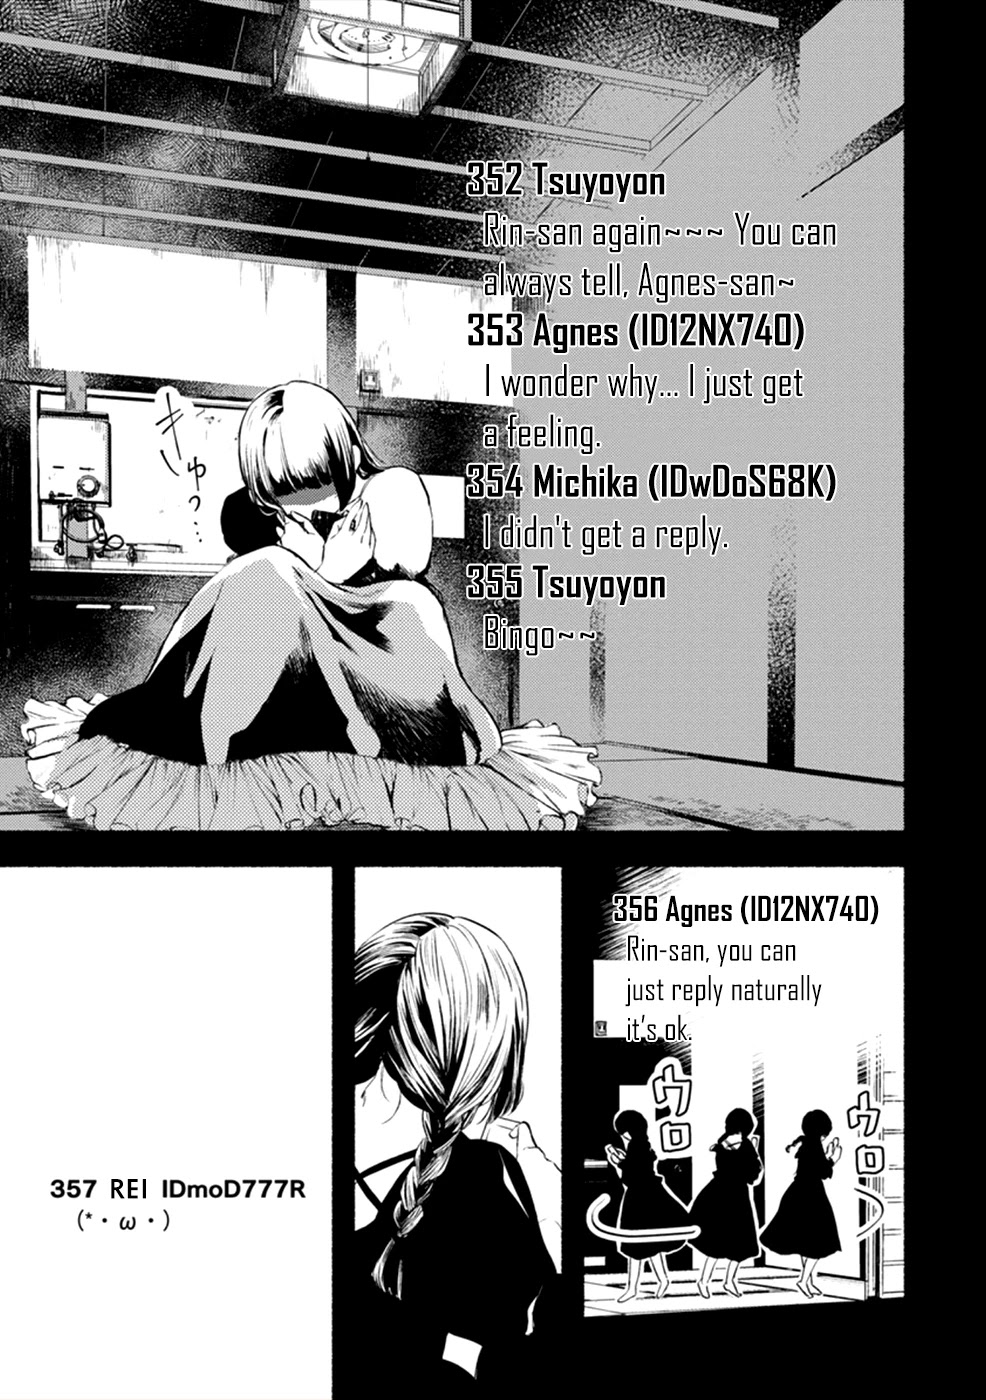 352 Tsuyoyon
Rin-san again~~~ You can
always tell, Agnes-san~
353 Agnes (ID12NX740)
I wonder why... I just get
a feeling.
354 Michika (IDwDoS68K)
I didn't get a reply.
355 Tsuyoyon
Bingo~~
きゅっ…
356 Agnes (ID12NX740)
Rin-san, you can
just reply naturally
it's ok.
ウロ
ウロ
357 REI IDmoD777R
(*・ω・)